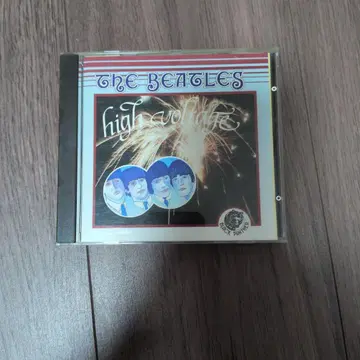 THE BEATLES
high voltage